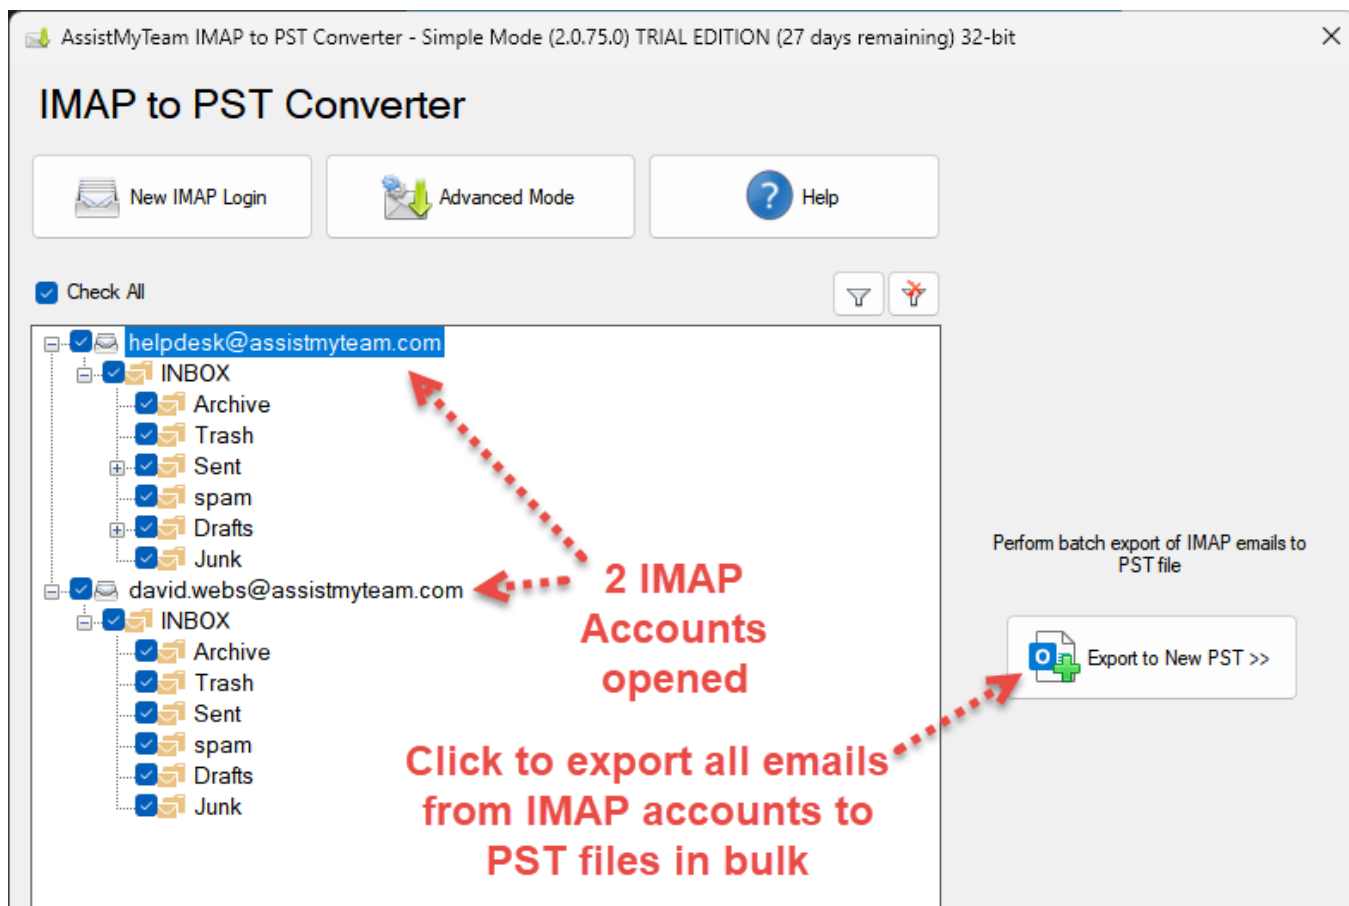 AssistMyTeam IMAP to PST Converter - Simple Mode (2.0.75.0) TRIAL EDITION (27 days remaining) 32-bit
IMAP to PST Converter
New IMAP Login
Advanced Mode
Help
Check All
helpdesk@assistmyteam.com
INBOX
Archive
Trash
Sent
spam
Drafts
Junk
david.webs@assistmyteam.com
INBOX
Archive
Trash
Sent
spam
Drafts
Junk
2 IMAP
Accounts
opened
Click to export all emails
from IMAP accounts to
PST files in bulk
Perform batch export of IMAP emails to
PST file
Export to New PST >>